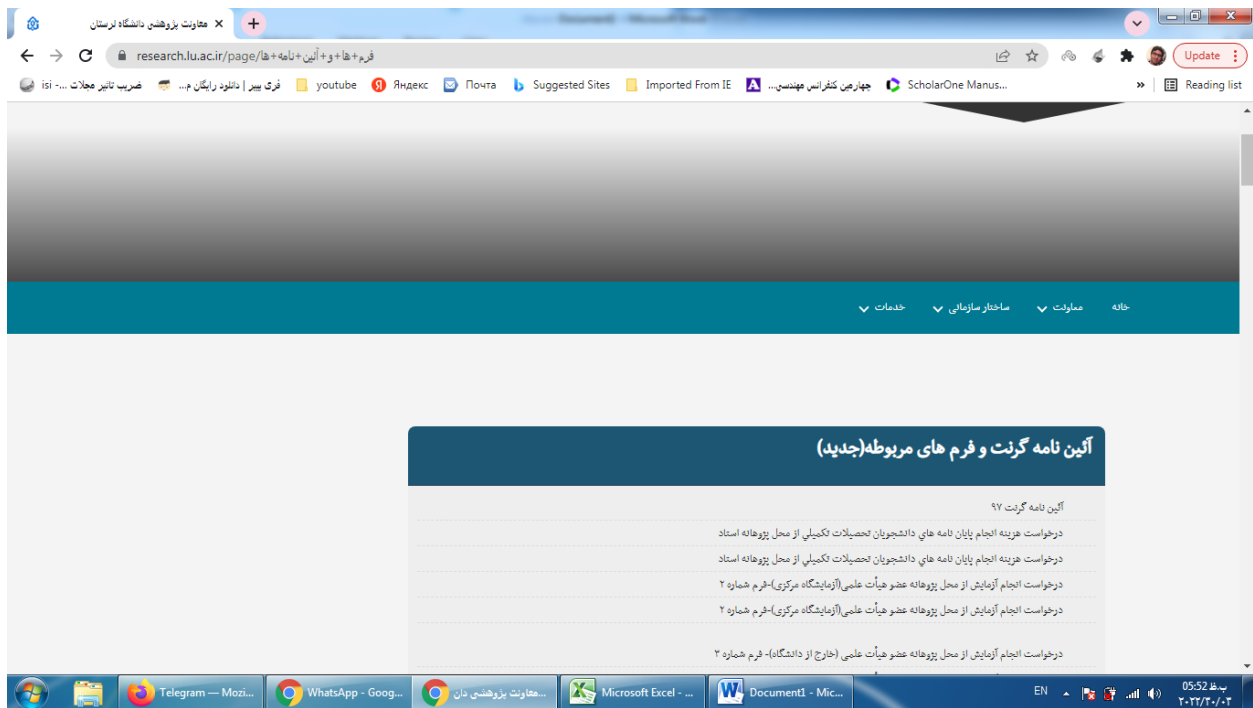 معاونت پژوهشی دانشگاه لرستان
research.lu.ac.ir/page/فرم+ها+و+آئین+نامه+ها
Update
ضریب تاثیر مجلات ...- isi
فری پیپر | دانلود رایگان م...
youtube
Яндекс
Почта
Suggested Sites
Imported From IE
چهارمین کنفرانس مهندسی...
ScholarOne Manus...
»
Reading list
خانه معاونت ساختار سازمانی خدمات
آئین نامه گرنت و فرم های مربوطه(جدید)
آئین نامه گرنت ۹۷
درخواست هزینه انجام پایان نامه هاي دانشجویان تحصیلات تکمیلي از محل پژوهانه استاد
درخواست هزینه انجام پایان نامه هاي دانشجویان تحصیلات تکمیلي از محل پژوهانه استاد
درخواست انجام آزمایش از محل پژوهانه عضو هیأت علمی(آزمایشگاه مرکزی)-فرم شماره ۲
درخواست انجام آزمایش از محل پژوهانه عضو هیأت علمی(آزمایشگاه مرکزی)-فرم شماره ۲
درخواست انجام آزمایش از محل پژوهانه عضو هیأت علمی (خارج از دانشگاه)- فرم شماره ۳
Telegram — Mozi...
WhatsApp - Goog...
معاونت پژوهشی دان...
Microsoft Excel - ...
Document1 - Mic...
EN
05:52 ب.ظ
۲۰۲۲/۳۰/۰۳